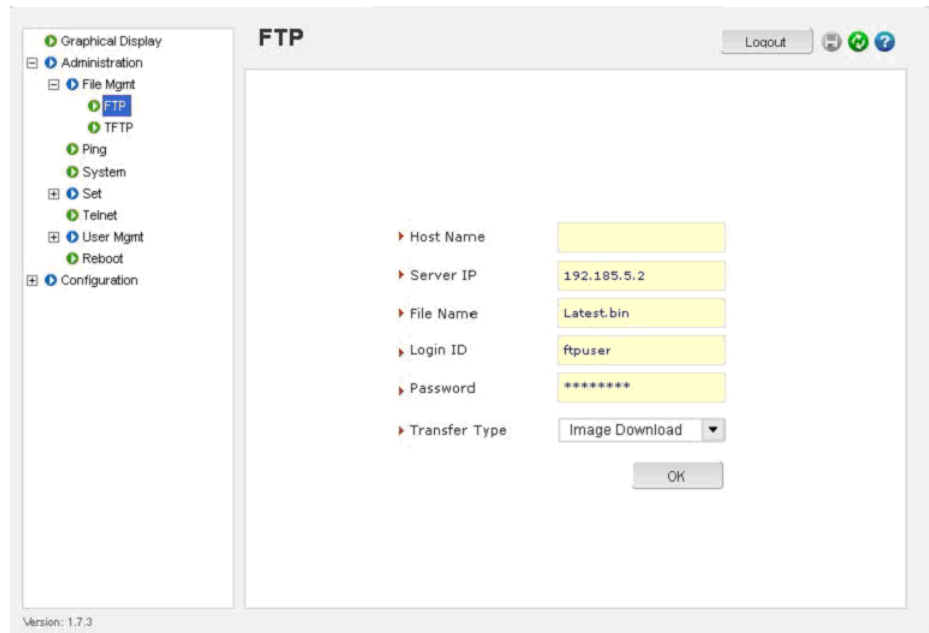 Graphical Display
Administration
File Mgmt
FTP
TFTP
Ping
System
Set
Telnet
User Mgmt
Reboot
Configuration
FTP
Logout
Host Name
Server IP 192.185.5.2
File Name Latest.bin
Login ID ftpuser
Password ********
Transfer Type Image Download
OK
Version: 1.7.3